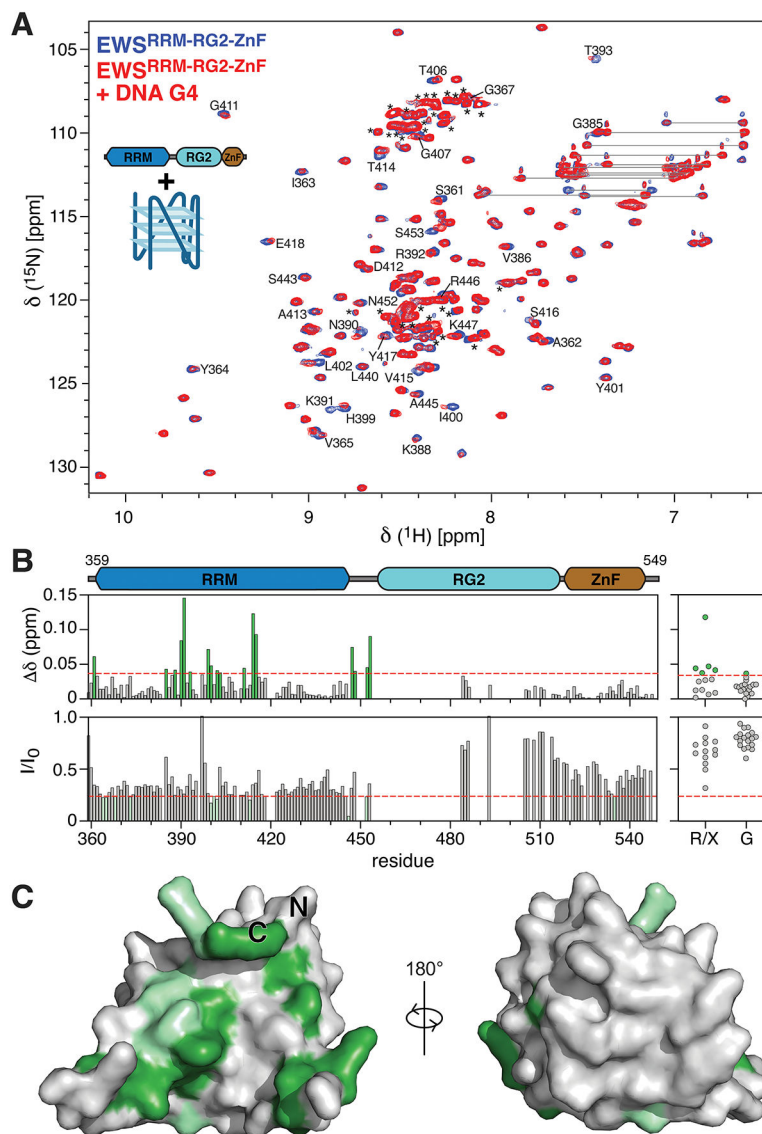 A
EWS^RRM-RG2-ZnF
EWS^RRM-RG2-ZnF
+ DNA G4
RRM RG2 ZnF
+
T393
T406
G367
G411
G385
G407
T414
I363
S361
S453
E418
R392
V386
D412
S443
R446
N452
S416
A413
N390
K447
Y417
A362
L402
Y364
L440
V415
Y401
K391
A445
I400
H399
V365
K388
105
110
115
120
125
130
δ (¹⁵N) [ppm]
10 9 8 7
δ (¹H) [ppm]
B
359 549
RRM RG2 ZnF
0.15
0.10
0.05
0
Δδ (ppm)
1.0
0.5
0
I/I₀
360 390 420 450 480 510 540
residue
R/X G
C
N
C
180°